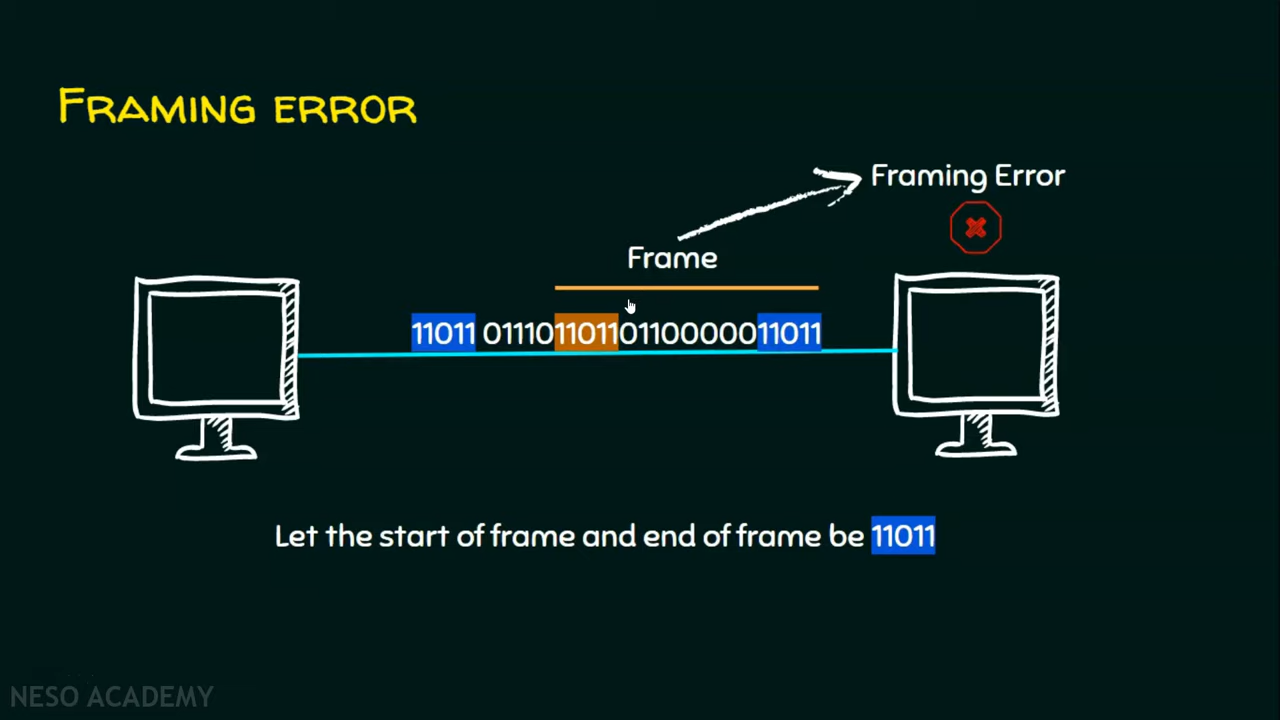 FRAMING ERROR
Framing Error
Frame
11011 01110110110110000011011
Let the start of frame and end of frame be 11011
NESO ACADEMY